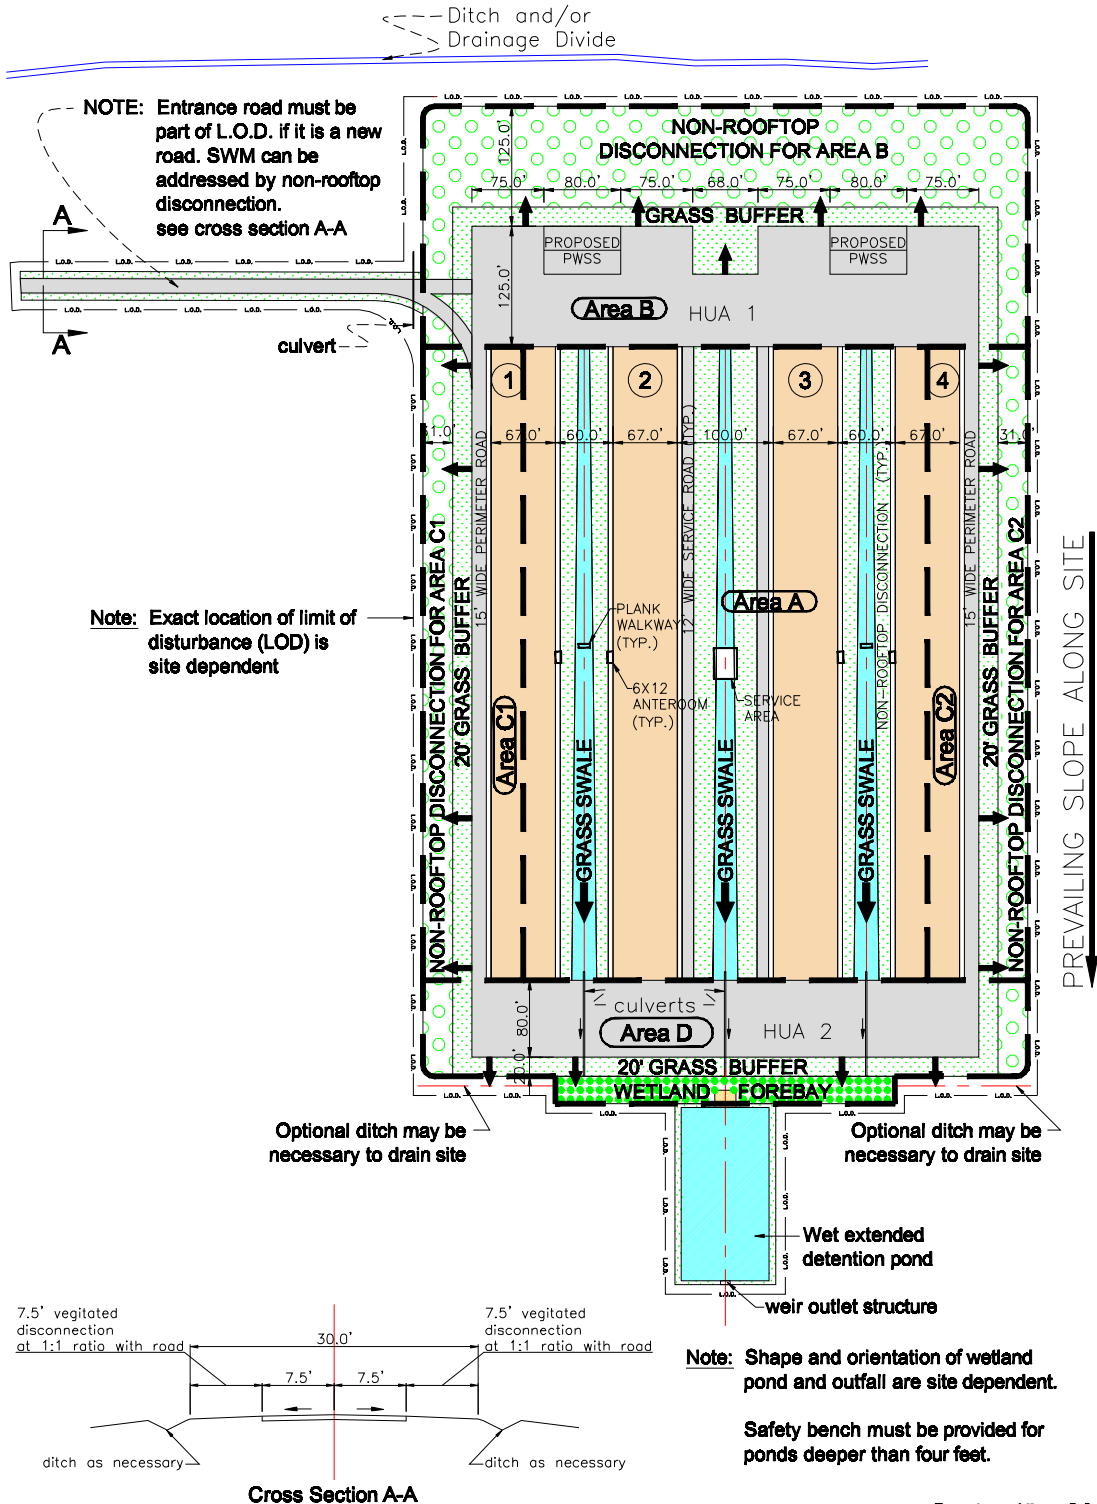 Ditch and/or
Drainage Divide
NOTE: Entrance road must be
part of L.O.D. if it is a new
road. SWM can be
addressed by non-rooftop
disconnection.
see cross section A-A
L.O.D.
NON-ROOFTOP
DISCONNECTION FOR AREA B
125.0'
75.0' 80.0' 75.0' 68.0' 75.0' 80.0' 75.0'
GRASS BUFFER
PROPOSED
PWSS
PROPOSED
PWSS
125.0'
Area B
HUA 1
A
A
culvert
1
2
3
4
31.0' 67.0' 60.0' 67.0' 100.0' 67.0' 60.0' 67.0' 31.0'
15' WIDE PERIMETER ROAD
12' WIDE SERVICE ROAD (TYP.)
NON-ROOFTOP DISCONNECTION (TYP.)
15' WIDE PERIMETER ROAD
NON-ROOFTOP DISCONNECTION FOR AREA C1
20' GRASS BUFFER
20' GRASS BUFFER
NON-ROOFTOP DISCONNECTION FOR AREA C2
Area A
PLANK
WALKWAY
(TYP.)
6X12
ANTEROOM
(TYP.)
SERVICE
AREA
Area C1
Area C2
GRASS SWALE
GRASS SWALE
GRASS SWALE
PREVAILING SLOPE ALONG SITE
Note: Exact location of limit of
disturbance (LOD) is
site dependent
culverts
80.0'
Area D
HUA 2
20.0'
20' GRASS BUFFER
WETLAND FOREBAY
Optional ditch may be
necessary to drain site
Optional ditch may be
necessary to drain site
Wet extended
detention pond
weir outlet structure
Note: Shape and orientation of wetland
pond and outfall are site dependent.
Safety bench must be provided for
ponds deeper than four feet.
7.5' vegitated
disconnection
at 1:1 ratio with road
7.5' vegitated
disconnection
at 1:1 ratio with road
30.0'
7.5' 7.5'
ditch as necessary
ditch as necessary
Cross Section A-A